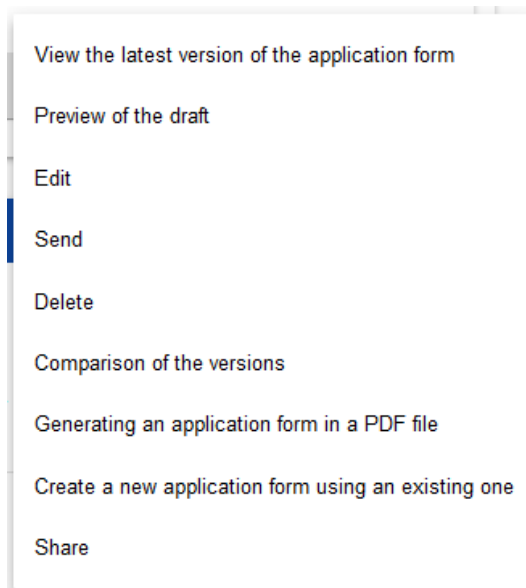 View the latest version of the application form
Preview of the draft
Edit
Send
Delete
Comparison of the versions
Generating an application form in a PDF file
Create a new application form using an existing one
Share